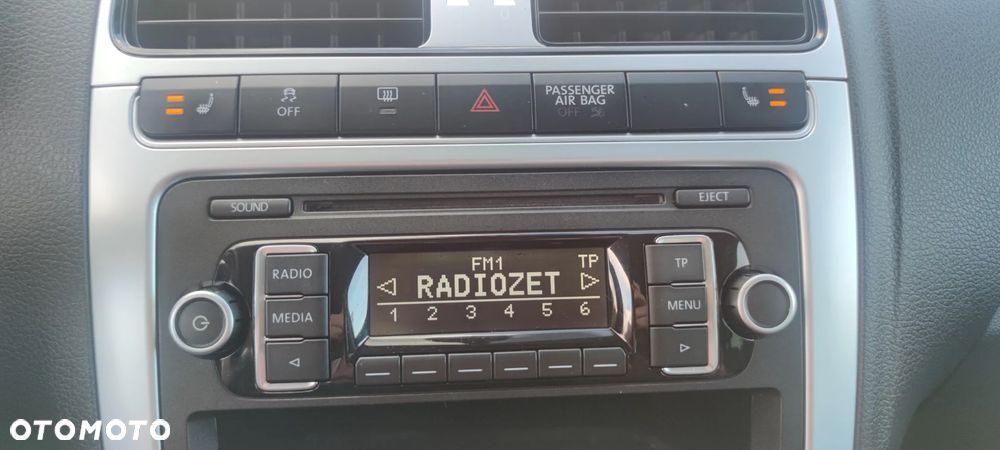 OFF
PASSENGER
AIR BAG
OFF
SOUND
EJECT
RADIO
FM1
TP
TP
RADIOZET
MEDIA
MENU
1 2 3 4 5 6
OTOMOTO